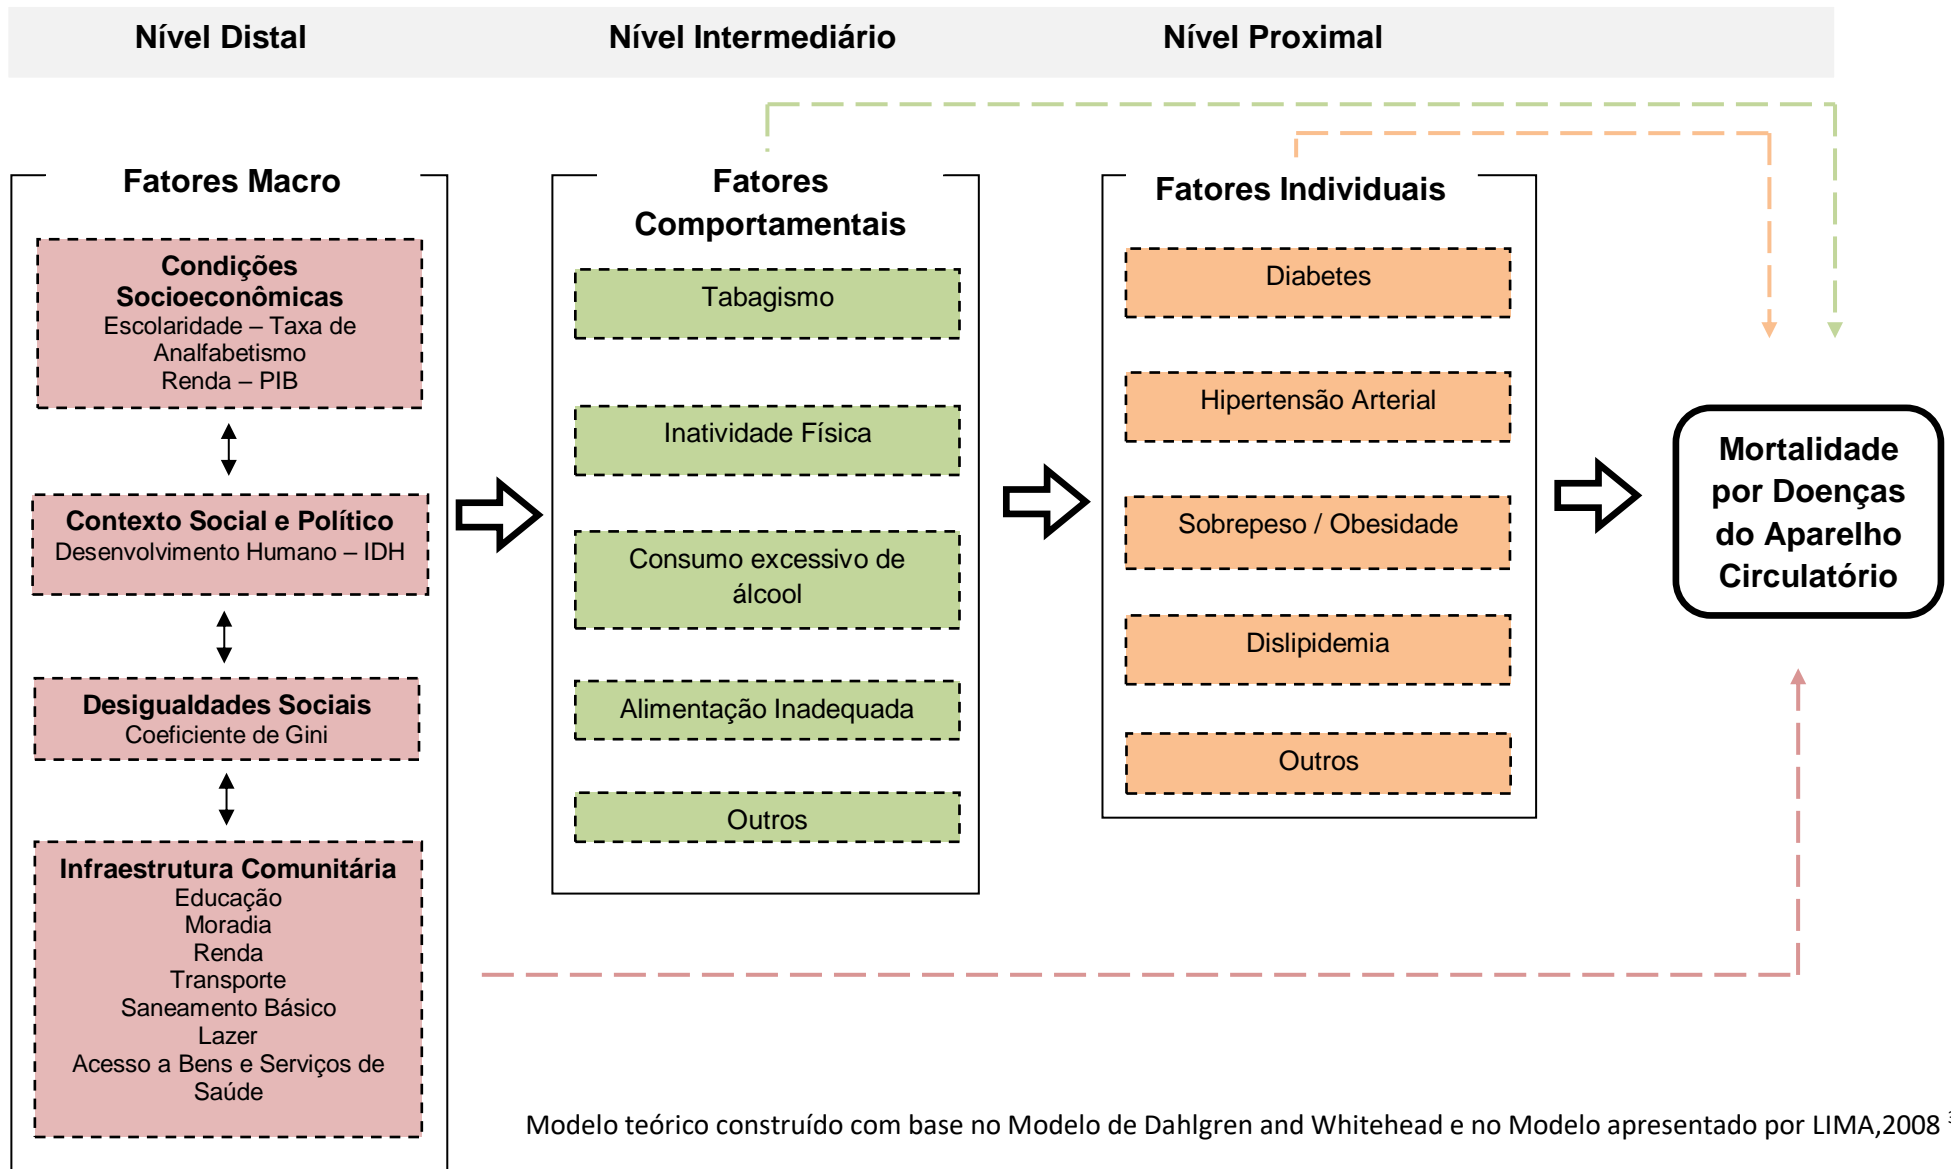 Nível Distal
Nível Intermediário
Nível Proximal
Fatores Macro
Condições
Socioeconômicas
Escolaridade – Taxa de
Analfabetismo
Renda – PIB
Contexto Social e Político
Desenvolvimento Humano – IDH
Desigualdades Sociais
Coeficiente de Gini
Infraestrutura Comunitária
Educação
Moradia
Renda
Transporte
Saneamento Básico
Lazer
Acesso a Bens e Serviços de
Saúde
Fatores
Comportamentais
Tabagismo
Inatividade Física
Consumo excessivo de
álcool
Alimentação Inadequada
Outros
Fatores Individuais
Diabetes
Hipertensão Arterial
Sobrepeso / Obesidade
Dislipidemia
Outros
Mortalidade
por Doenças
do Aparelho
Circulatório
Modelo teórico construído com base no Modelo de Dahlgren and Whitehead e no Modelo apresentado por LIMA,2008